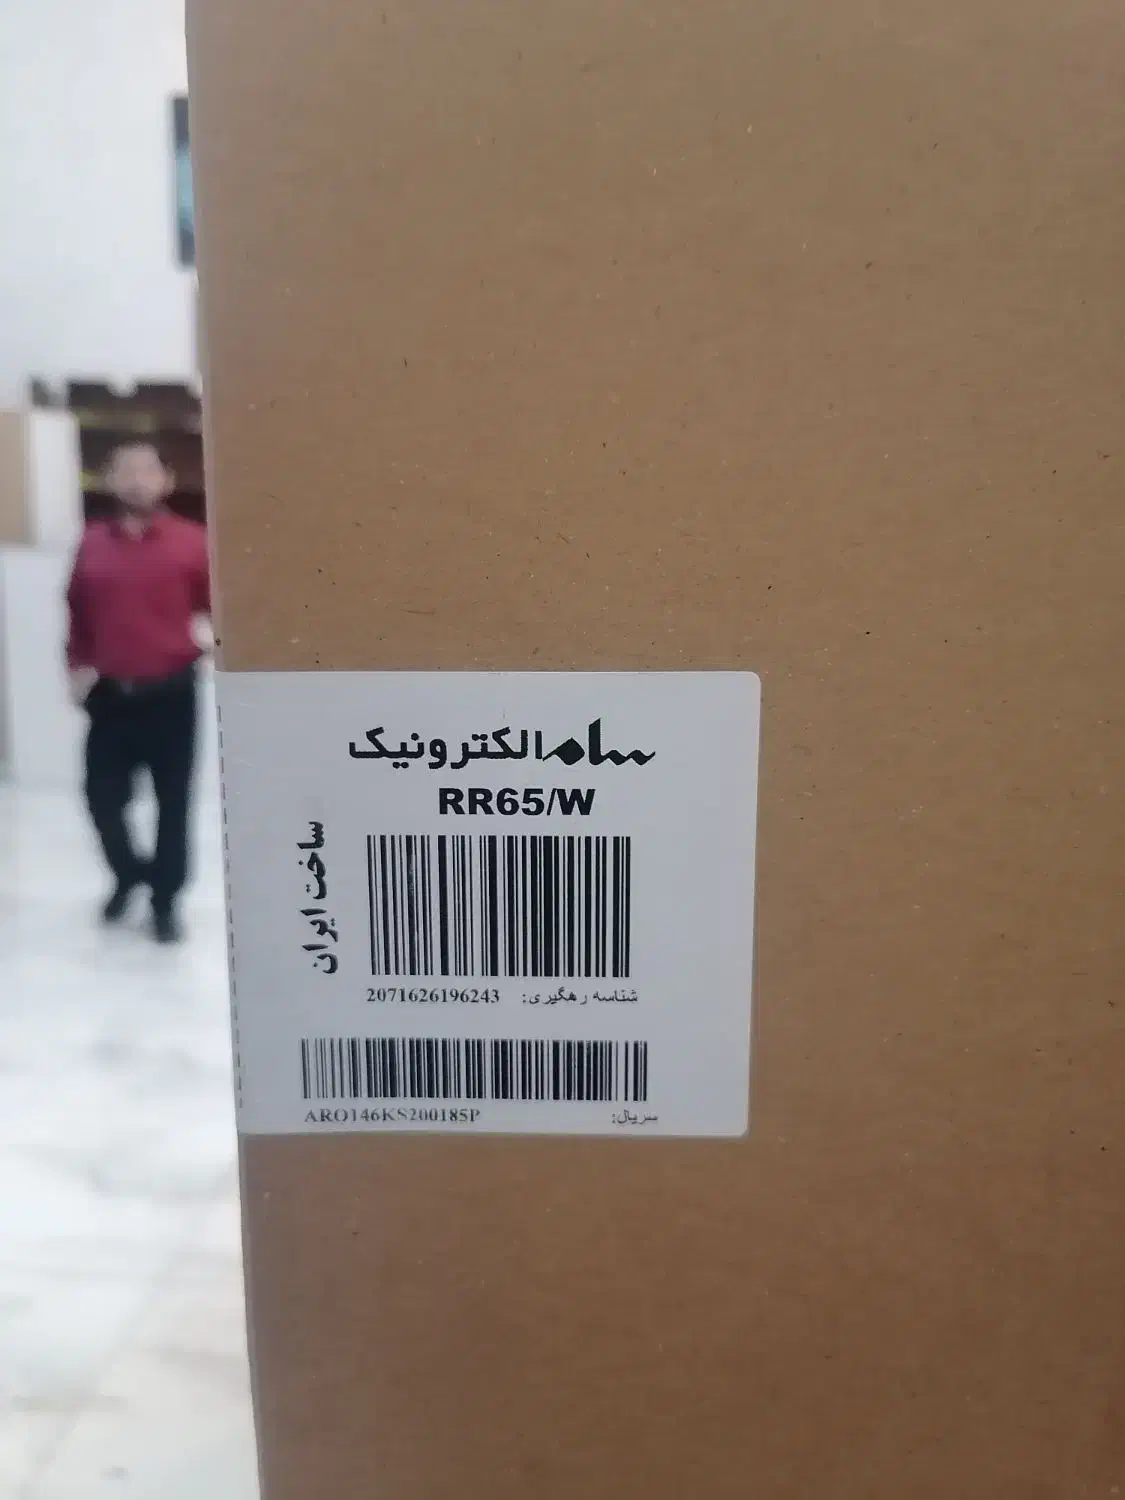 سام الکترونیک
RR65/W
ساخت ایران
شناسه رهگیری: 2071626196243
سریال: ARO146KS200185P